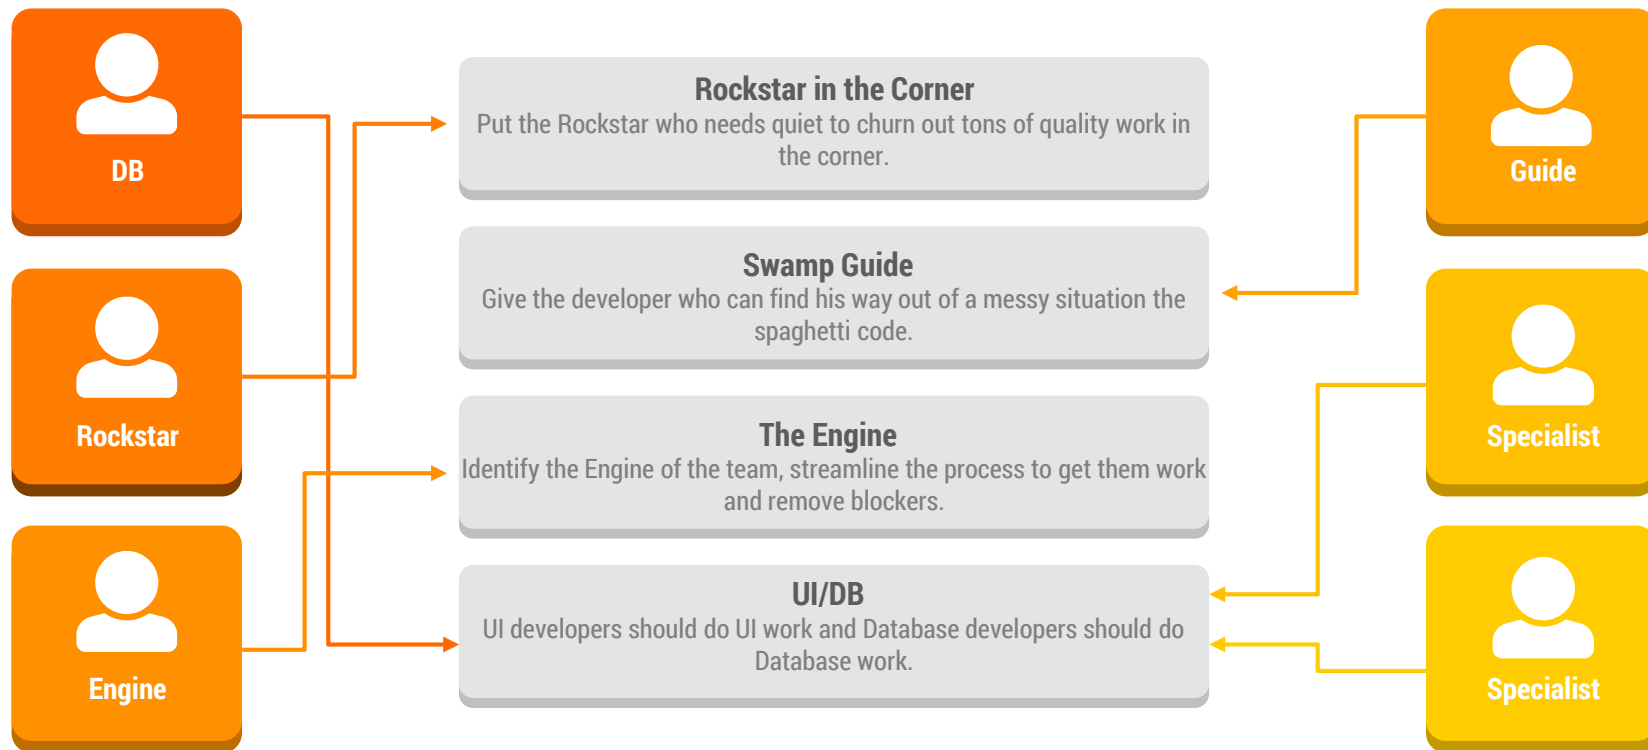 DB
Rockstar
Engine
Rockstar in the Corner
Put the Rockstar who needs quiet to churn out tons of quality work in
the corner.
Swamp Guide
Give the developer who can find his way out of a messy situation the
spaghetti code.
The Engine
Identify the Engine of the team, streamline the process to get them work
and remove blockers.
UI/DB
UI developers should do UI work and Database developers should do
Database work.
Guide
Specialist
Specialist